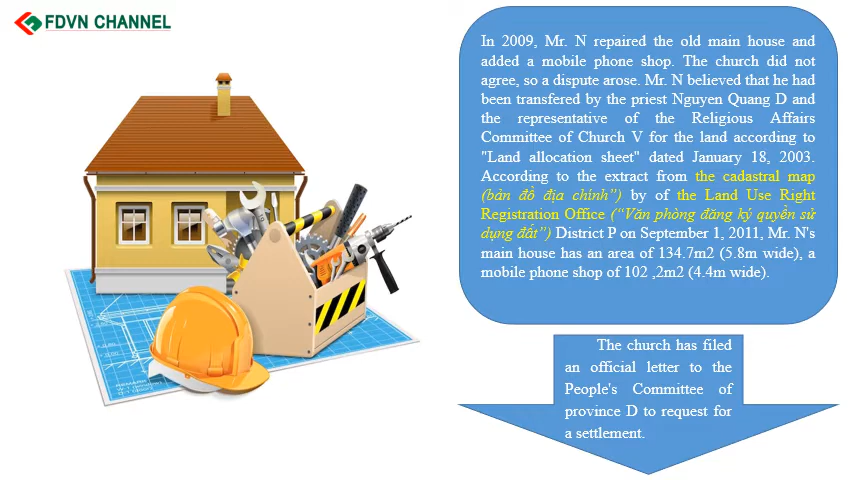 FDVN CHANNEL
In 2009, Mr. N repaired the old main house and
added a mobile phone shop. The church did not
agree, so a dispute arose. Mr. N believed that he had
been transfered by the priest Nguyen Quang D and
the representative of the Religious Affairs
Committee of Church V for the land according to
"Land allocation sheet" dated January 18, 2003.
According to the extract from the cadastral map
(bản đồ địa chính”) by of the Land Use Right
Registration Office (“Văn phòng đăng ký quyền sử
dụng đất”) District P on September 1, 2011, Mr. N's
main house has an area of 134.7m2 (5.8m wide), a
mobile phone shop of 102 ,2m2 (4.4m wide).
The church has filed
an official letter to the
People's Committee of
province D to request for
a settlement.